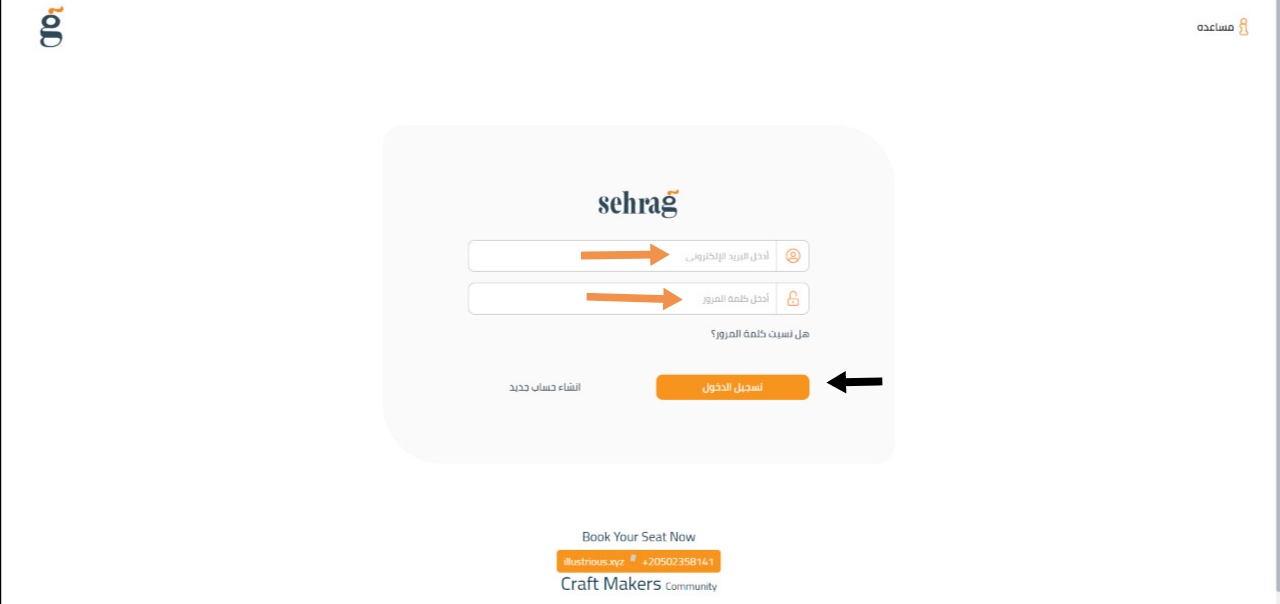 مساعده
g̃
sehrag̃
أدخل البريد الإلكترونى
أدخل كلمة المرور
هل نسيت كلمة المرور؟
تسجيل الدخول
انشاء حساب جديد
Book Your Seat Now
illustrious.xyz # +20502358141
Craft Makers Community